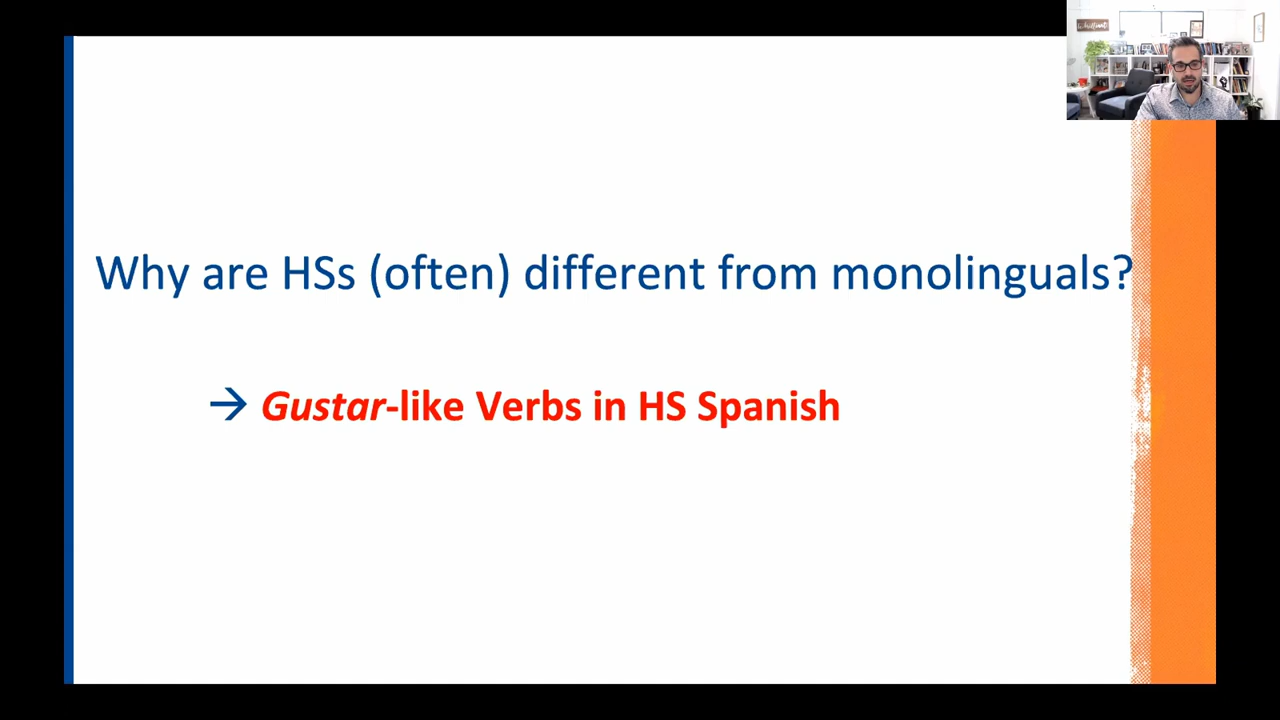 Why are HSs (often) different from monolinguals?
→ Gustar-like Verbs in HS Spanish